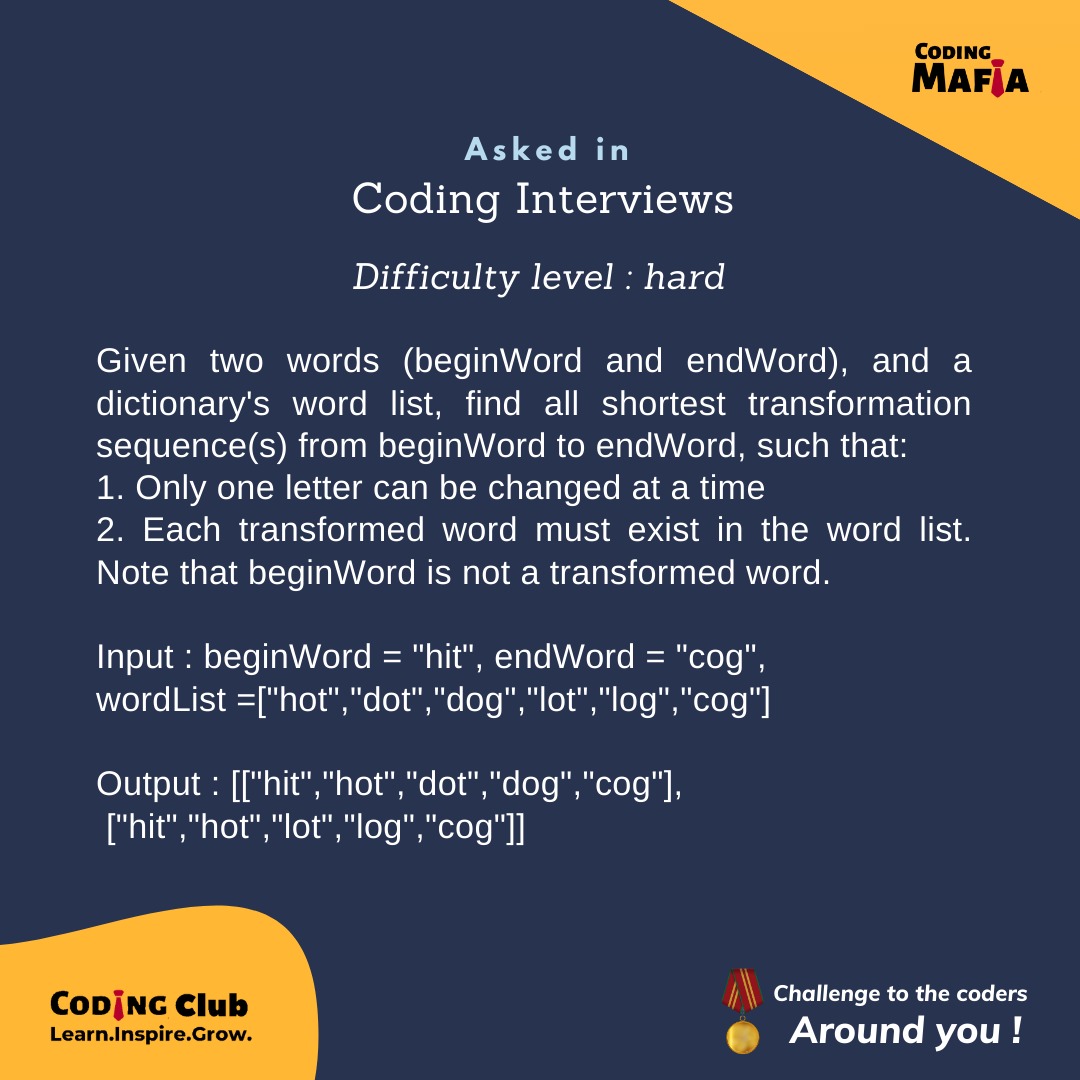 CODING
MAFIA
Asked in
Coding Interviews
Difficulty level : hard
Given two words (beginWord and endWord), and a
dictionary's word list, find all shortest transformation
sequence(s) from beginWord to endWord, such that:
1. Only one letter can be changed at a time
2. Each transformed word must exist in the word list.
Note that beginWord is not a transformed word.
Input : beginWord = "hit", endWord = "cog",
wordList =["hot","dot","dog","lot","log","cog"]
Output : [["hit","hot","dot","dog","cog"],
["hit","hot","lot","log","cog"]]
CODING Club
Learn.Inspire.Grow.
Challenge to the coders
Around you !